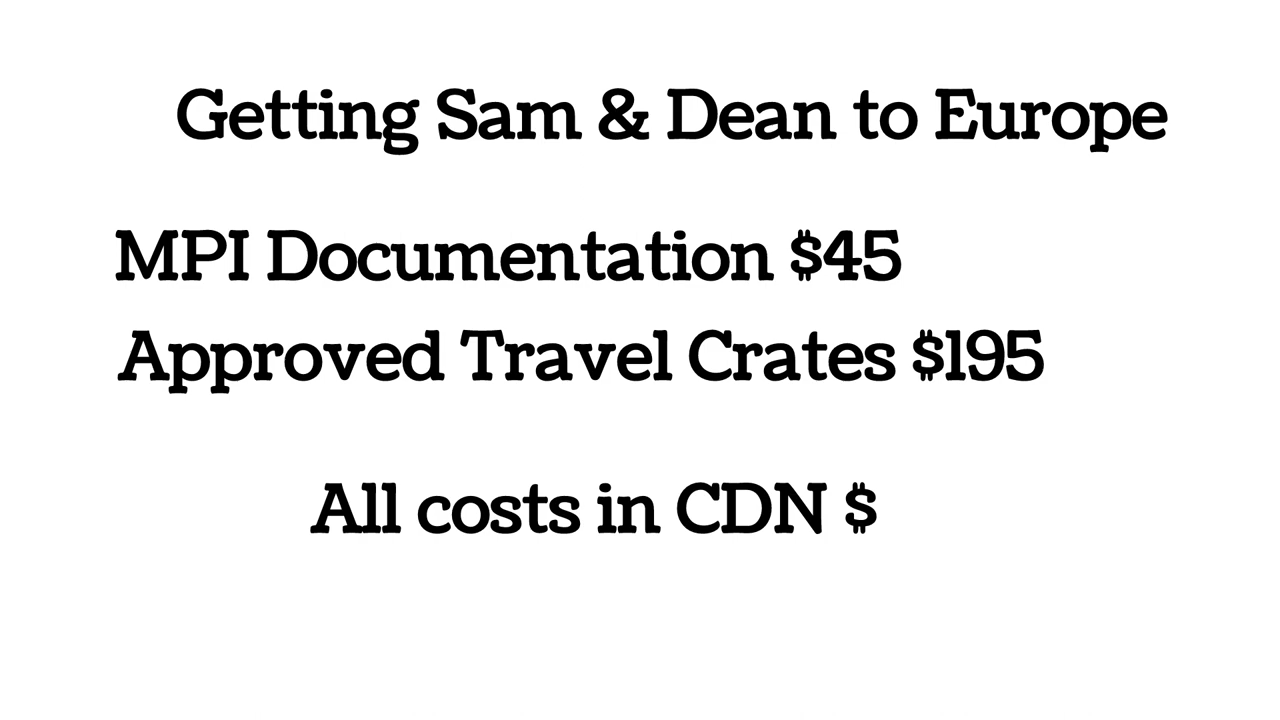 Getting Sam & Dean to Europe
MPI Documentation $45
Approved Travel Crates $195
All costs in CDN $